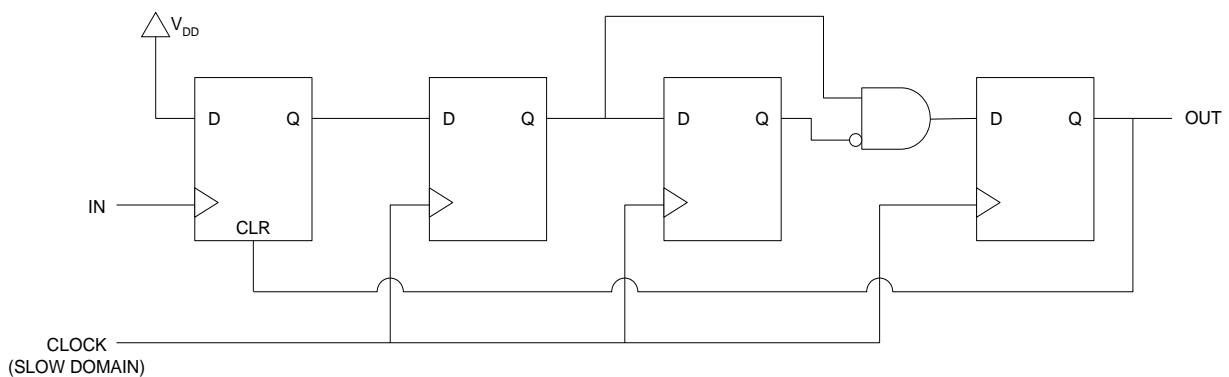 V_DD
D Q D Q D Q D Q OUT
IN
CLR
CLOCK
(SLOW DOMAIN)